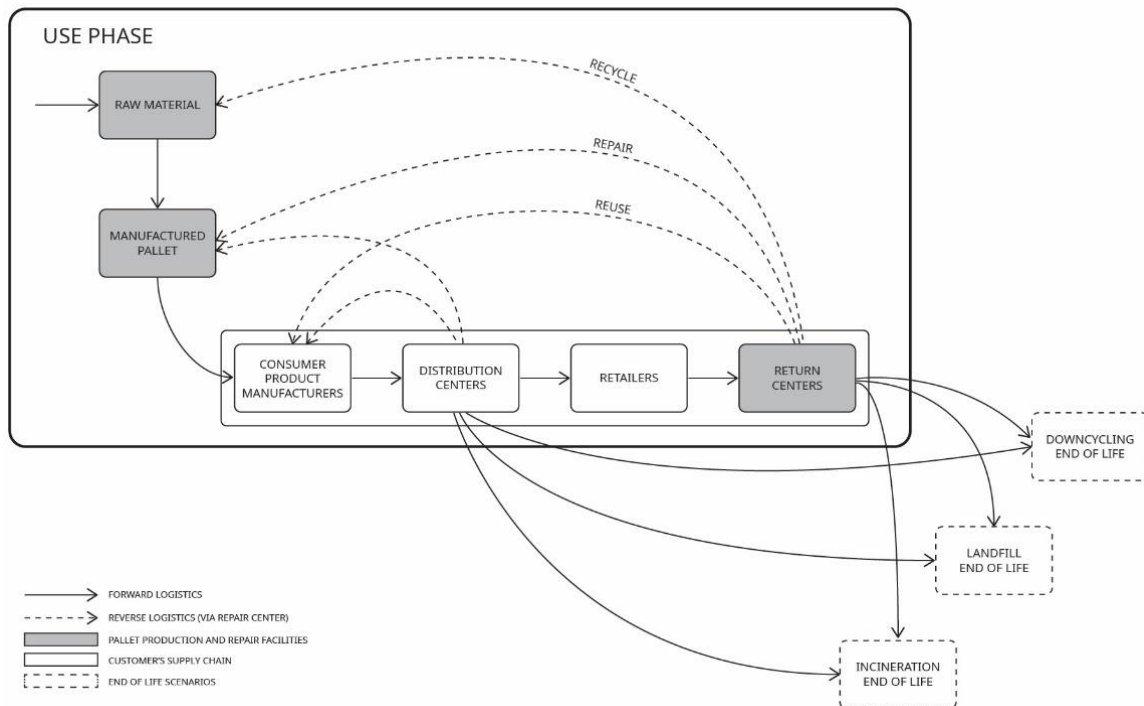 USE PHASE
RECYCLE
RAW MATERIAL
REPAIR
REUSE
MANUFACTURED
PALLET
CONSUMER
PRODUCT
MANUFACTURERS
DISTRIBUTION
CENTERS
RETAILERS
RETURN
CENTERS
DOWNCYCLING
END OF LIFE
LANDFILL
END OF LIFE
INCINERATION
END OF LIFE
FORWARD LOGISTICS
REVERSE LOGISTICS (VIA REPAIR CENTER)
PALLET PRODUCTION AND REPAIR FACILITIES
CUSTOMER'S SUPPLY CHAIN
END OF LIFE SCENARIOS